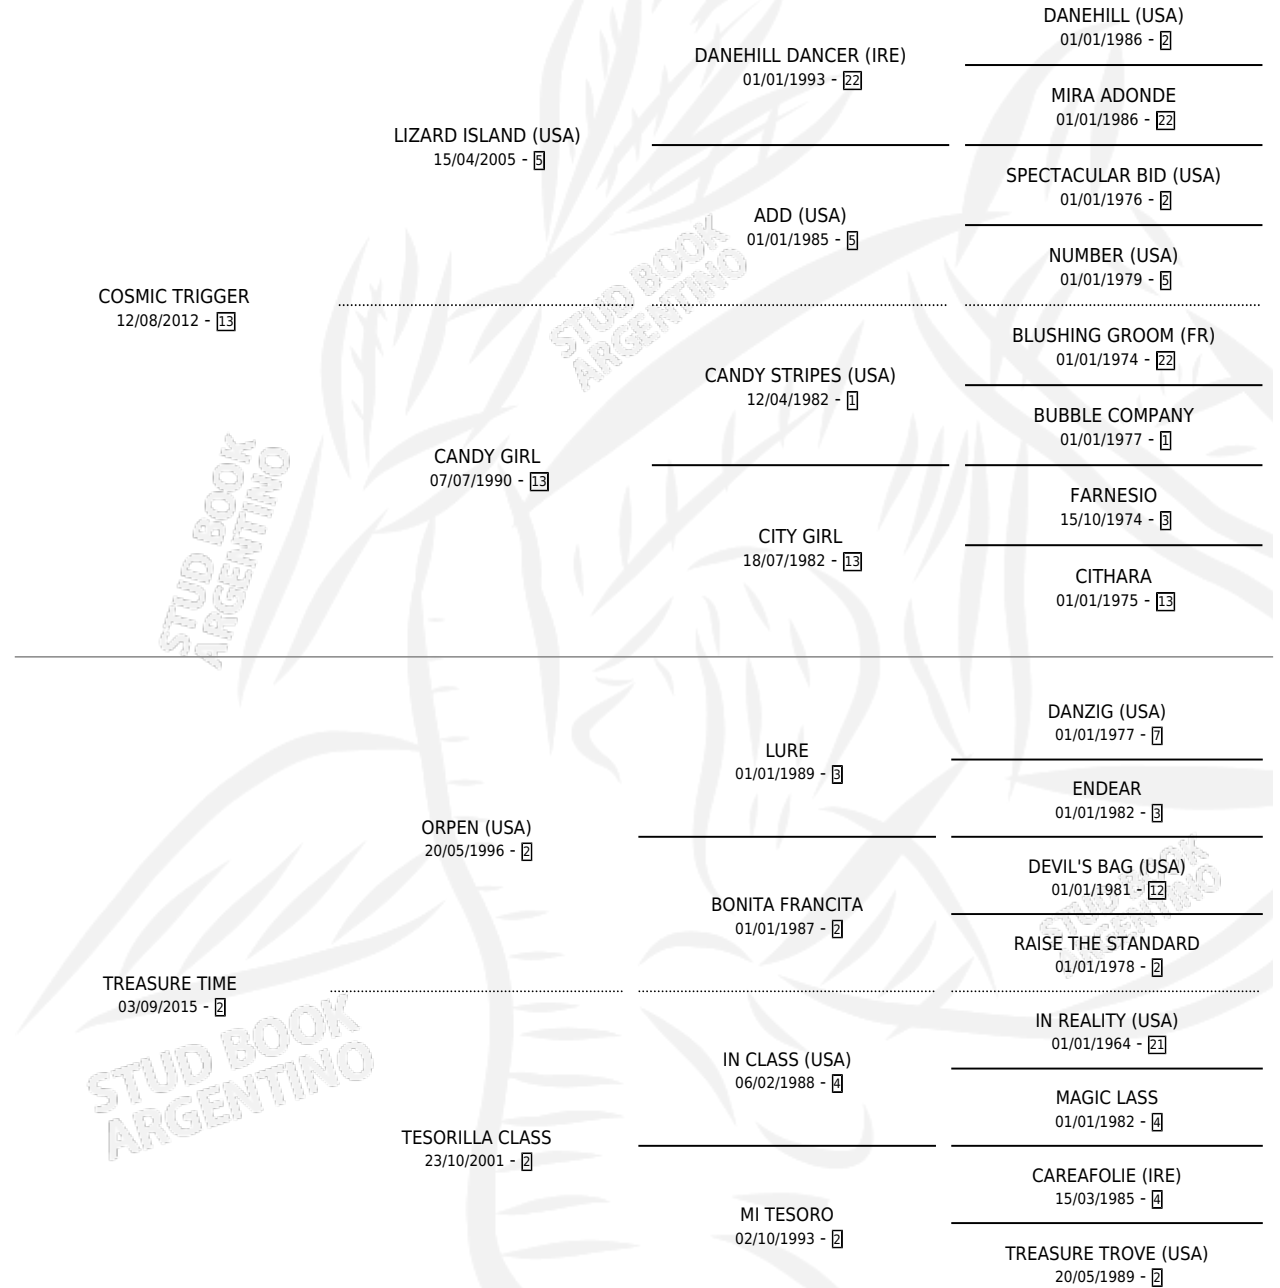 DANEHILL (USA)
01/01/1986 - 2
DANEHILL DANCER (IRE)
01/01/1993 - 22
MIRA ADONDE
01/01/1986 - 22
LIZARD ISLAND (USA)
15/04/2005 - 5
SPECTACULAR BID (USA)
01/01/1976 - 2
ADD (USA)
01/01/1985 - 5
NUMBER (USA)
01/01/1979 - 5
COSMIC TRIGGER
12/08/2012 - 13
BLUSHING GROOM (FR)
01/01/1974 - 22
CANDY STRIPES (USA)
12/04/1982 - 1
BUBBLE COMPANY
01/01/1977 - 1
CANDY GIRL
07/07/1990 - 13
FARNESIO
15/10/1974 - 3
CITY GIRL
18/07/1982 - 13
CITHARA
01/01/1975 - 13
DANZIG (USA)
01/01/1977 - 7
LURE
01/01/1989 - 3
ENDEAR
01/01/1982 - 3
ORPEN (USA)
20/05/1996 - 2
DEVIL'S BAG (USA)
01/01/1981 - 12
BONITA FRANCITA
01/01/1987 - 2
RAISE THE STANDARD
01/01/1978 - 2
TREASURE TIME
03/09/2015 - 2
IN REALITY (USA)
01/01/1964 - 21
IN CLASS (USA)
06/02/1988 - 4
MAGIC LASS
01/01/1982 - 4
TESORILLA CLASS
23/10/2001 - 2
CAREAFOLIE (IRE)
15/03/1985 - 4
MI TESORO
02/10/1993 - 2
TREASURE TROVE (USA)
20/05/1989 - 2
STUD BOOK
ARGENTINO
STUD BOOK
ARGENTINO
STUD BOOK
ARGENTINO
STUD BOOK
ARGENTINO